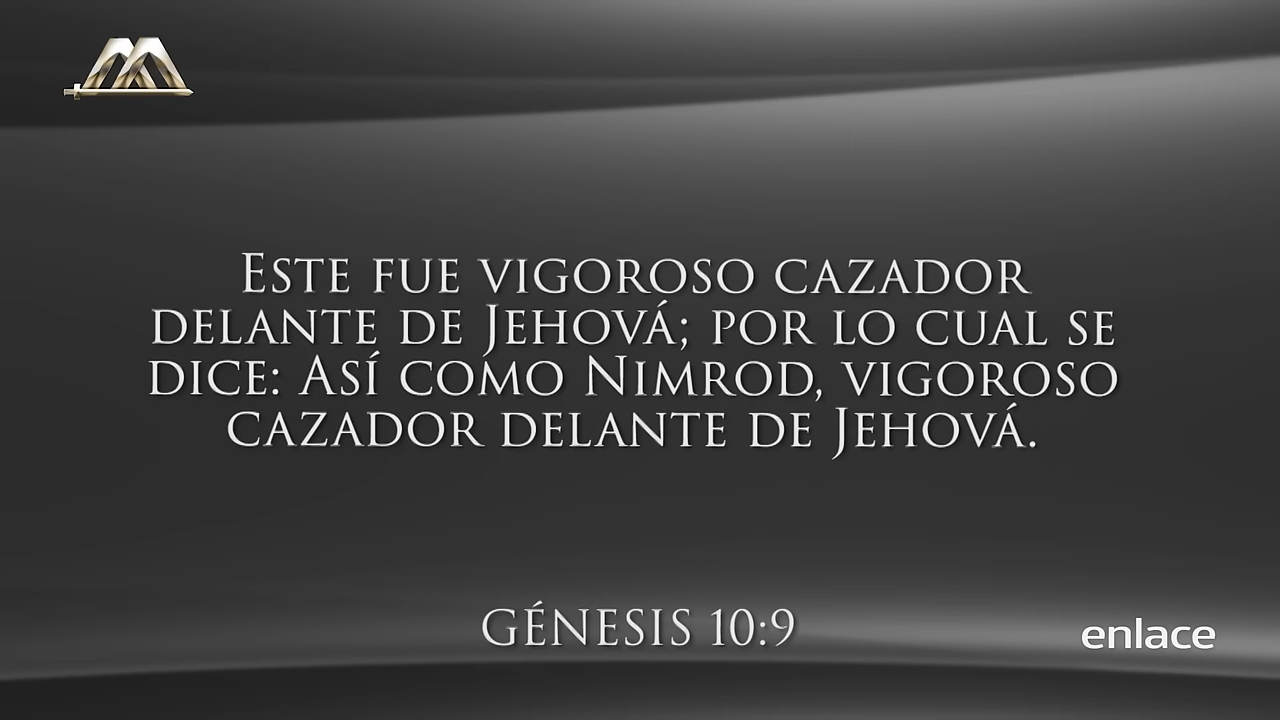 Este fue vigoroso cazador
delante de Jehová; por lo cual se
dice: Así como Nimrod, vigoroso
cazador delante de Jehová.
GÉNESIS 10:9
enlace